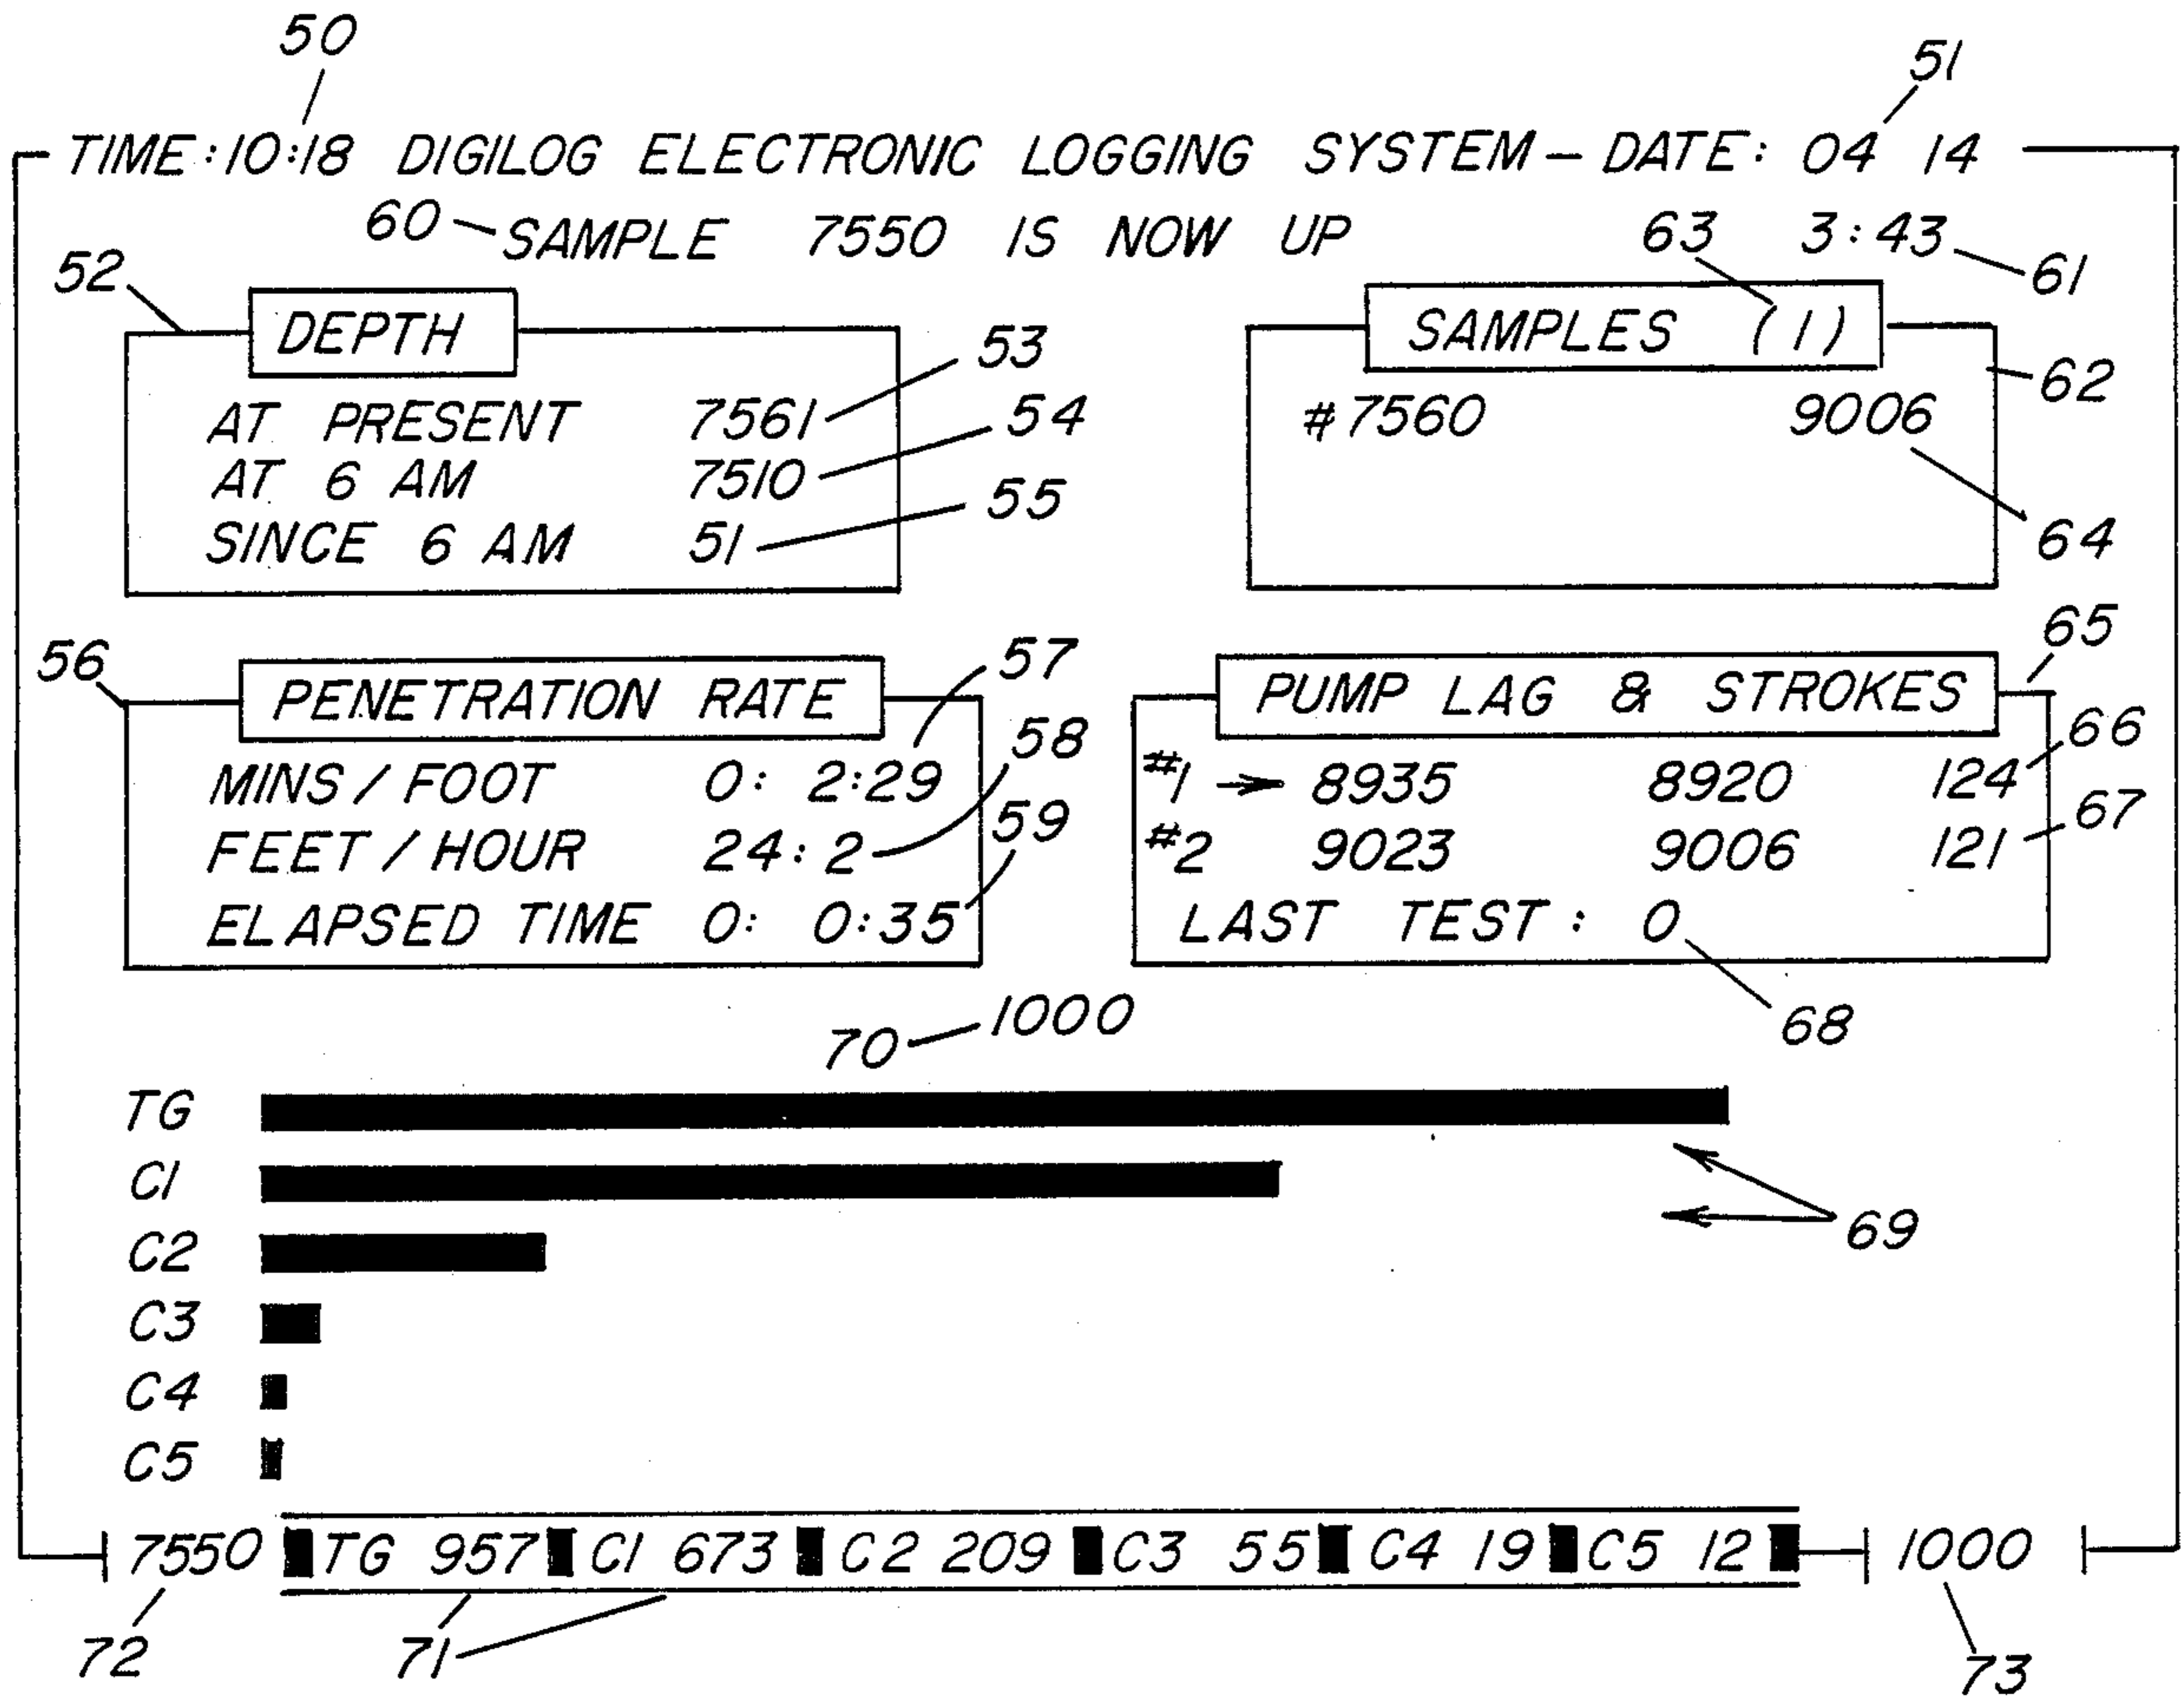 50
51
TIME:10:18 DIGILOG ELECTRONIC LOGGING SYSTEM – DATE: 04 14
60 SAMPLE 7550 IS NOW UP 63 3:43
61
52
DEPTH
53
AT PRESENT 7561
54
AT 6 AM 7510
55
SINCE 6 AM 51
SAMPLES (1)
62
#7560 9006
64
56
PENETRATION RATE
57
58
MINS/FOOT 0: 2:29
59
FEET/HOUR 24:2
ELAPSED TIME 0: 0:35
65
PUMP LAG & STROKES
66
#1 → 8935 8920 124
67
#2 9023 9006 121
LAST TEST: 0
68
70 1000
TG
C1
69
C2
C3
C4
C5
7550 TG 957 C1 673 C2 209 C3 55 C4 19 C5 12 1000
72
71
73